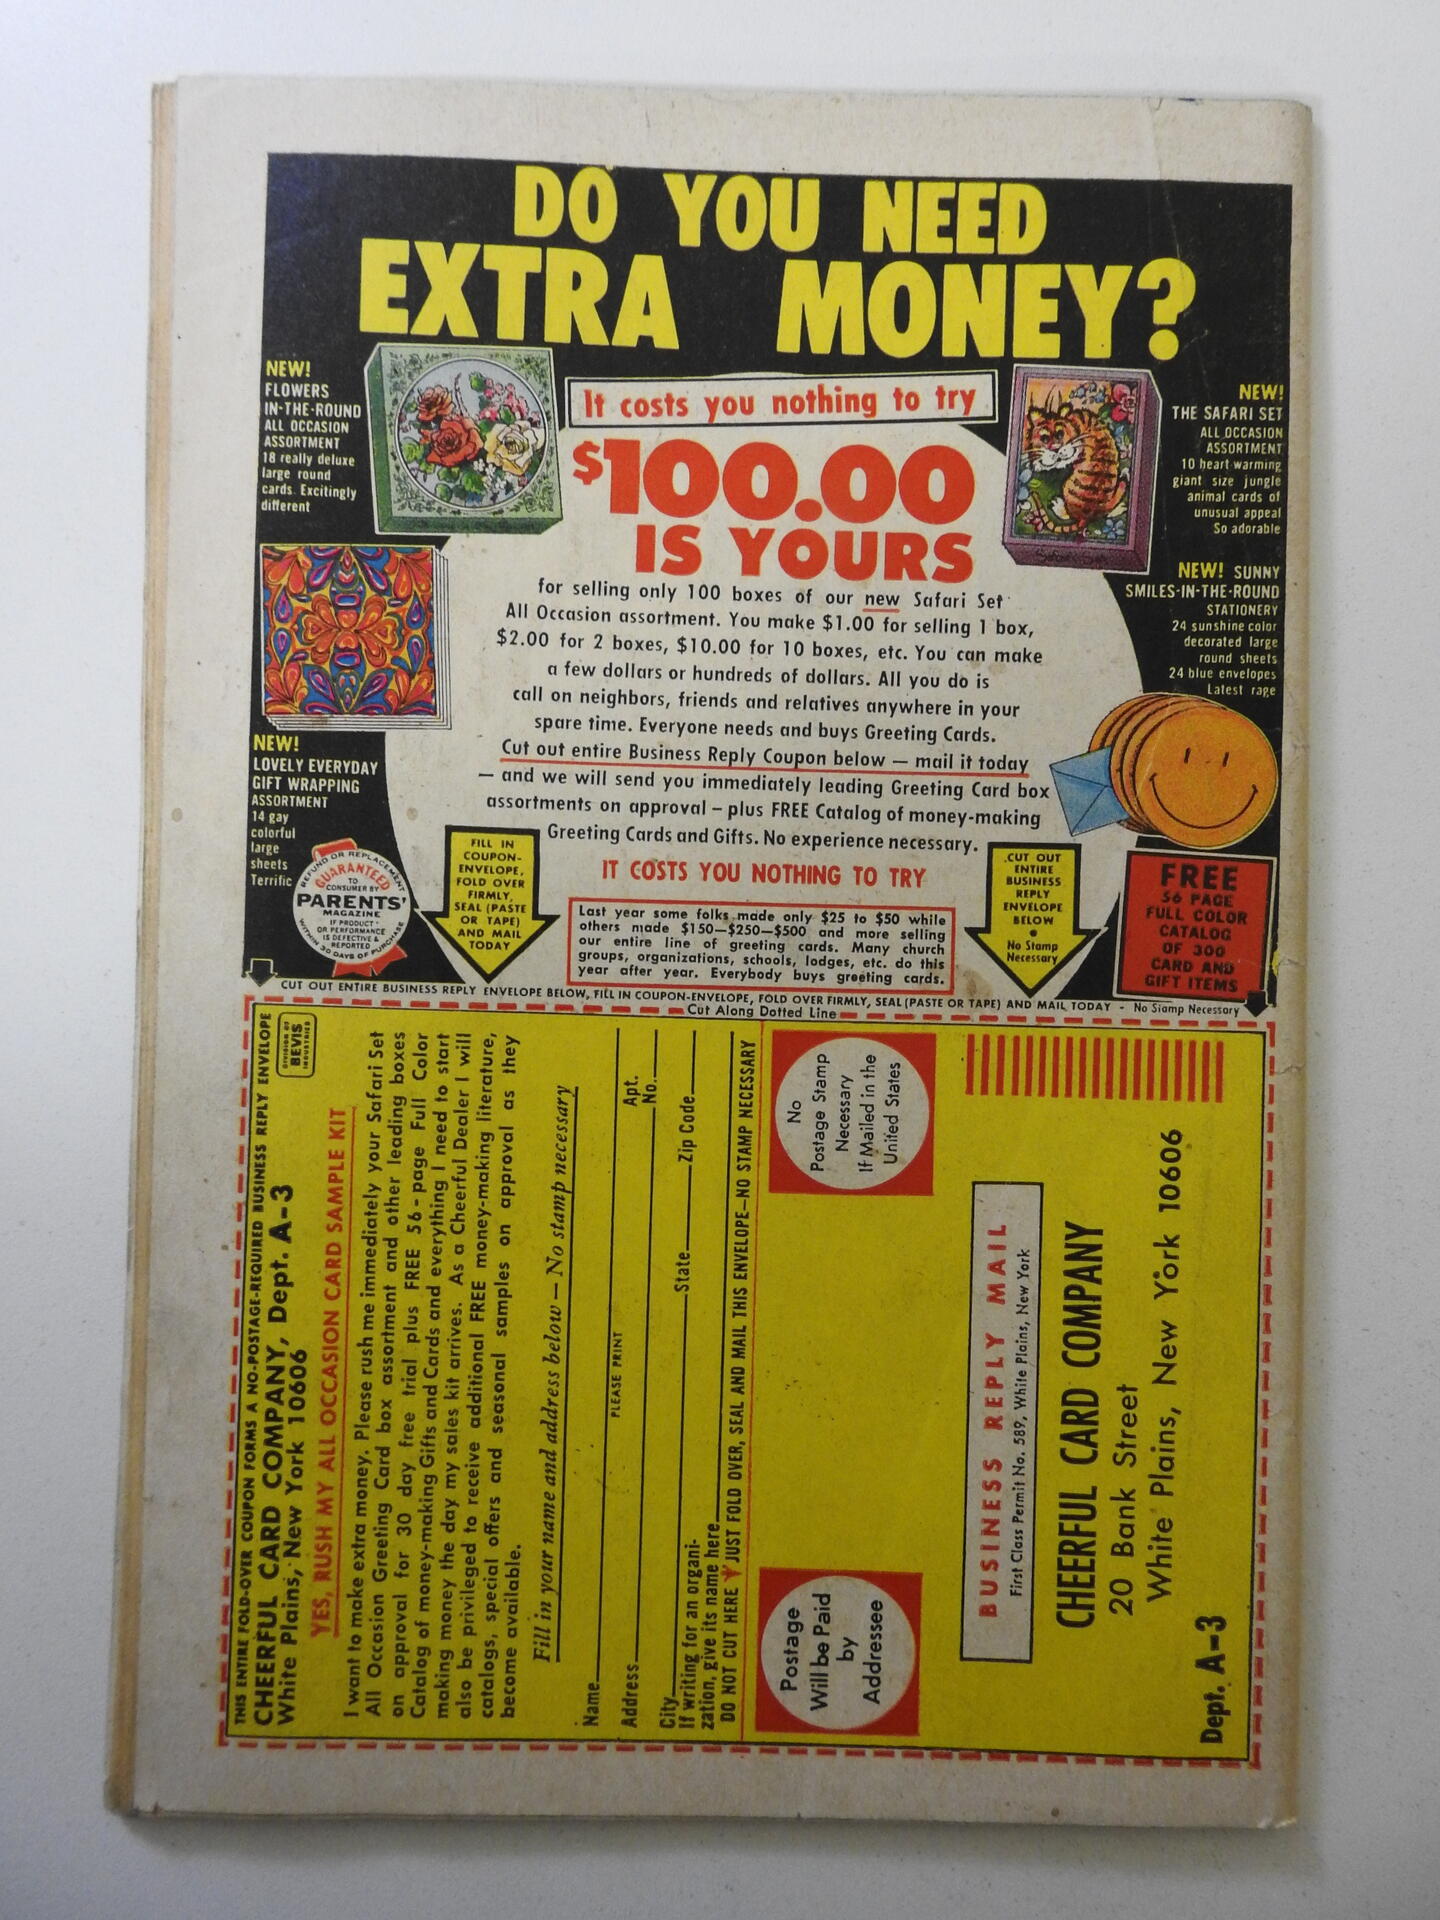 DO YOU NEED
EXTRA MONEY?
NEW!
FLOWERS
IN-THE-ROUND
ALL OCCASION
ASSORTMENT
18 really deluxe
large round
cards. Excitingly
different
It costs you nothing to try
$100.00
IS YOURS
NEW!
THE SAFARI SET
ALL OCCASION
ASSORTMENT
10 heart warming
giant size jungle
animal cards of
unusual appeal
So adorable
for selling only 100 boxes of our new Safari Set
All Occasion assortment. You make $1.00 for selling 1 box,
$2.00 for 2 boxes, $10.00 for 10 boxes, etc. You can make
a few dollars or hundreds of dollars. All you do is
call on neighbors, friends and relatives anywhere in your
spare time. Everyone needs and buys Greeting Cards.
Cut out entire Business Reply Coupon below — mail it today
— and we will send you immediately leading Greeting Card box
assortments on approval – plus FREE Catalog of money-making
Greeting Cards and Gifts. No experience necessary.
NEW! SUNNY
SMILES-IN-THE-ROUND
STATIONERY
24 sunshine color
decorated large
round sheets
24 blue envelopes
Latest rage
NEW!
LOVELY EVERYDAY
GIFT WRAPPING
ASSORTMENT
14 gay
colorful
large
sheets
Terrific
REFUND OR REPLACEMENT
GUARANTEED
TO
CONSUMER BY
PARENTS'
MAGAZINE
IF PRODUCT
OR PERFORMANCE
IS DEFECTIVE &
REPORTED
WITHIN 30 DAYS OF PURCHASE
FILL IN
COUPON-
ENVELOPE,
FOLD OVER
FIRMLY,
SEAL (PASTE
OR TAPE)
AND MAIL
TODAY
IT COSTS YOU NOTHING TO TRY
Last year some folks made only $25 to $50 while
others made $150—$250—$500 and more selling
our entire line of greeting cards. Many church
groups, organizations, schools, lodges, etc. do this
year after year. Everybody buys greeting cards.
CUT OUT
ENTIRE
BUSINESS
REPLY
ENVELOPE
BELOW
•
No Stamp
Necessary
FREE
56 PAGE
FULL COLOR
CATALOG
OF 300
CARD AND
GIFT ITEMS
CUT OUT ENTIRE BUSINESS REPLY ENVELOPE BELOW, FILL IN COUPON-ENVELOPE, FOLD OVER FIRMLY, SEAL (PASTE OR TAPE) AND MAIL TODAY - No Stamp Necessary
Cut Along Dotted Line
THIS ENTIRE FOLD-OVER COUPON FORMS A NO-POSTAGE-REQUIRED BUSINESS REPLY ENVELOPE
CHEERFUL CARD COMPANY, Dept. A-3
White Plains, New York 10606
DIVISION OF
BEVIS
INDUSTRIES
YES, RUSH MY ALL OCCASION CARD SAMPLE KIT
I want to make extra money. Please rush me immediately your Safari Set
All Occasion Greeting Card box assortment and other leading boxes
on approval for 30 day free trial plus FREE 56-page Full Color
Catalog of money-making Gifts and Cards and everything I need to start
making money the day my sales kit arrives. As a Cheerful Dealer I will
also be privileged to receive additional FREE money-making literature,
catalogs, special offers and seasonal samples on approval as they
become available.
Fill in your name and address below – No stamp necessary
Name
PLEASE PRINT
Address Apt. No.
City State Zip Code
If writing for an organi-
zation, give its name here
DO NOT CUT HERE JUST FOLD OVER, SEAL AND MAIL THIS ENVELOPE—NO STAMP NECESSARY
Postage
Will be Paid
by
Addressee
No
Postage Stamp
Necessary
If Mailed in the
United States
BUSINESS REPLY MAIL
First Class Permit No. 589, White Plains, New York
CHEERFUL CARD COMPANY
20 Bank Street
White Plains, New York 10606
Dept. A-3